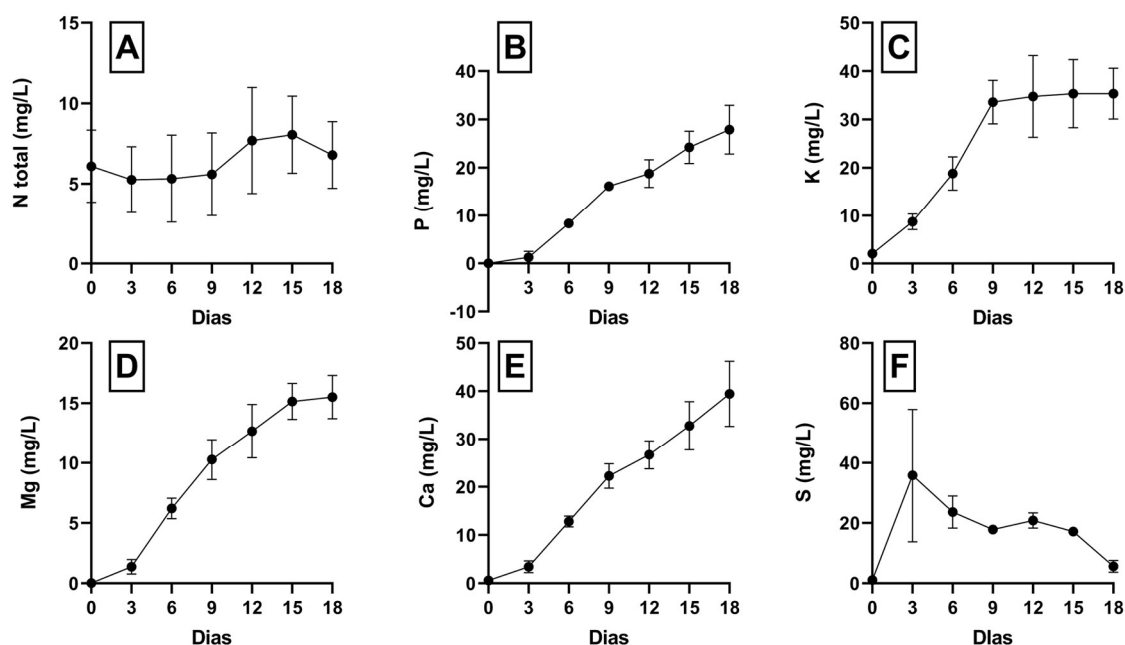 A
N total (mg/L)
15
10
5
0
0 3 6 9 12 15 18
Dias
B
P (mg/L)
40
30
20
10
0
-10
3 6 9 12 15 18
Dias
C
K (mg/L)
50
40
30
20
10
0
0 3 6 9 12 15 18
Dias
D
Mg (mg/L)
20
15
10
5
0
0 3 6 9 12 15 18
Dias
E
Ca (mg/L)
50
40
30
20
10
0
0 3 6 9 12 15 18
Dias
F
S (mg/L)
80
60
40
20
0
0 3 6 9 12 15 18
DIas